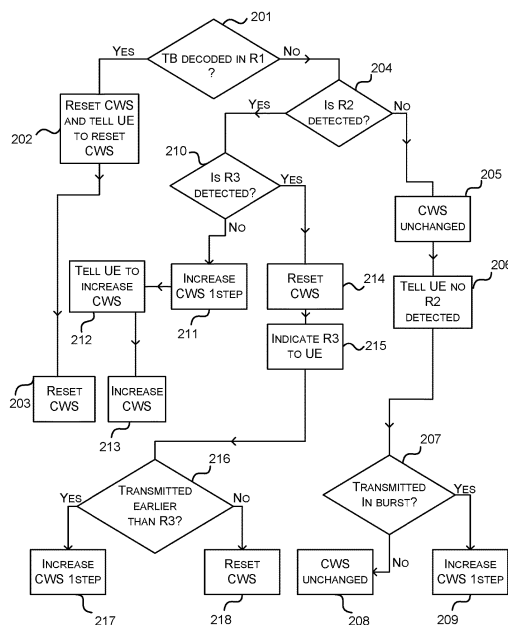 201
YES
TB DECODED IN R1
?
NO
204
RESET CWS
AND TELL UE
TO RESET
CWS
202
YES
IS R2
DETECTED?
NO
210
IS R3
DETECTED?
YES
NO
205
CWS
UNCHANGED
TELL UE TO
INCREASE
CWS
212
INCREASE
CWS 1STEP
211
RESET
CWS
214
206
TELL UE NO
R2
DETECTED
INDICATE R3
TO UE
215
203
RESET
CWS
INCREASE
CWS
213
216
YES
TRANSMITTED
EARLIER
THAN R3?
NO
207
TRANSMITTED
IN BURST?
YES
NO
INCREASE
CWS 1STEP
217
RESET
CWS
218
CWS
UNCHANGED
208
INCREASE
CWS 1STEP
209